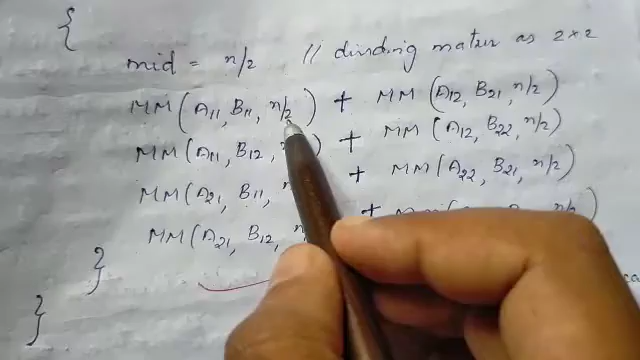 {
mid = n/2 // dividing matrix as 2×2
MM(A11, B11, n/2) + MM(A12, B21, n/2)
MM(A11, B12, ) + MM(A12, B22, n/2)
MM(A21, B11, + MM(A22, B21, n/2)
MM(A21, B12, + n/2)
}
}